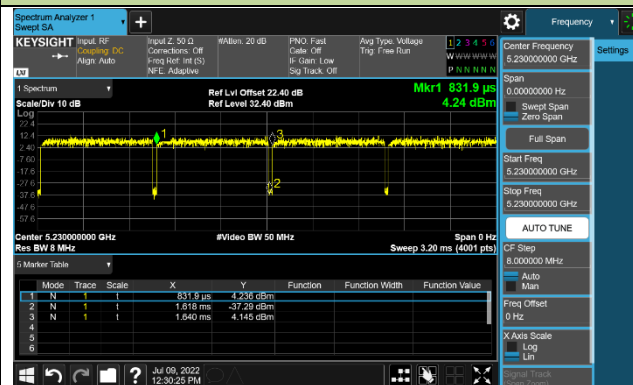 Spectrum Analyzer 1
Swept SA
Frequency
KEYSIGHT
Input: RF
Coupling: DC
Align: Auto
Input Z: 50 Ω
Corrections: Off
Freq Ref: Int (S)
NFE: Adaptive
#Atten: 20 dB
PNO: Fast
Gate: Off
IF Gain: Low
Sig Track: Off
Avg Type: Voltage
Trig: Free Run
1 2 3 4 5 6
W W W W W W
P N N N N N
LXI
1 Spectrum
Scale/Div 10 dB
Log
Ref Lvl Offset 22.40 dB
Ref Level 32.40 dBm
Mkr1 831.9 µs
4.24 dBm
22.4
12.4
2.40
-7.60
-17.6
-27.6
-37.6
-47.6
-57.6
1
3
2
Center 5.230000000 GHz
Res BW 8 MHz
#Video BW 50 MHz
Span 0 Hz
Sweep 3.20 ms (4001 pts)
5 Marker Table
Mode Trace Scale X Y Function Function Width Function Value
1 N 1 t 831.9 µs 4.236 dBm
2 N 1 t 1.618 ms -37.29 dBm
3 N 1 t 1.640 ms 4.145 dBm
4
5
6
Jul 09, 2022
12:30:25 PM
Center Frequency
5.230000000 GHz
Settings
Span
0.00000000 Hz
Swept Span
Zero Span
Full Span
Start Freq
5.230000000 GHz
Stop Freq
5.230000000 GHz
AUTO TUNE
CF Step
8.000000 MHz
Auto
Man
Freq Offset
0 Hz
X Axis Scale
Log
Lin
Signal Track
(Span Zoom)